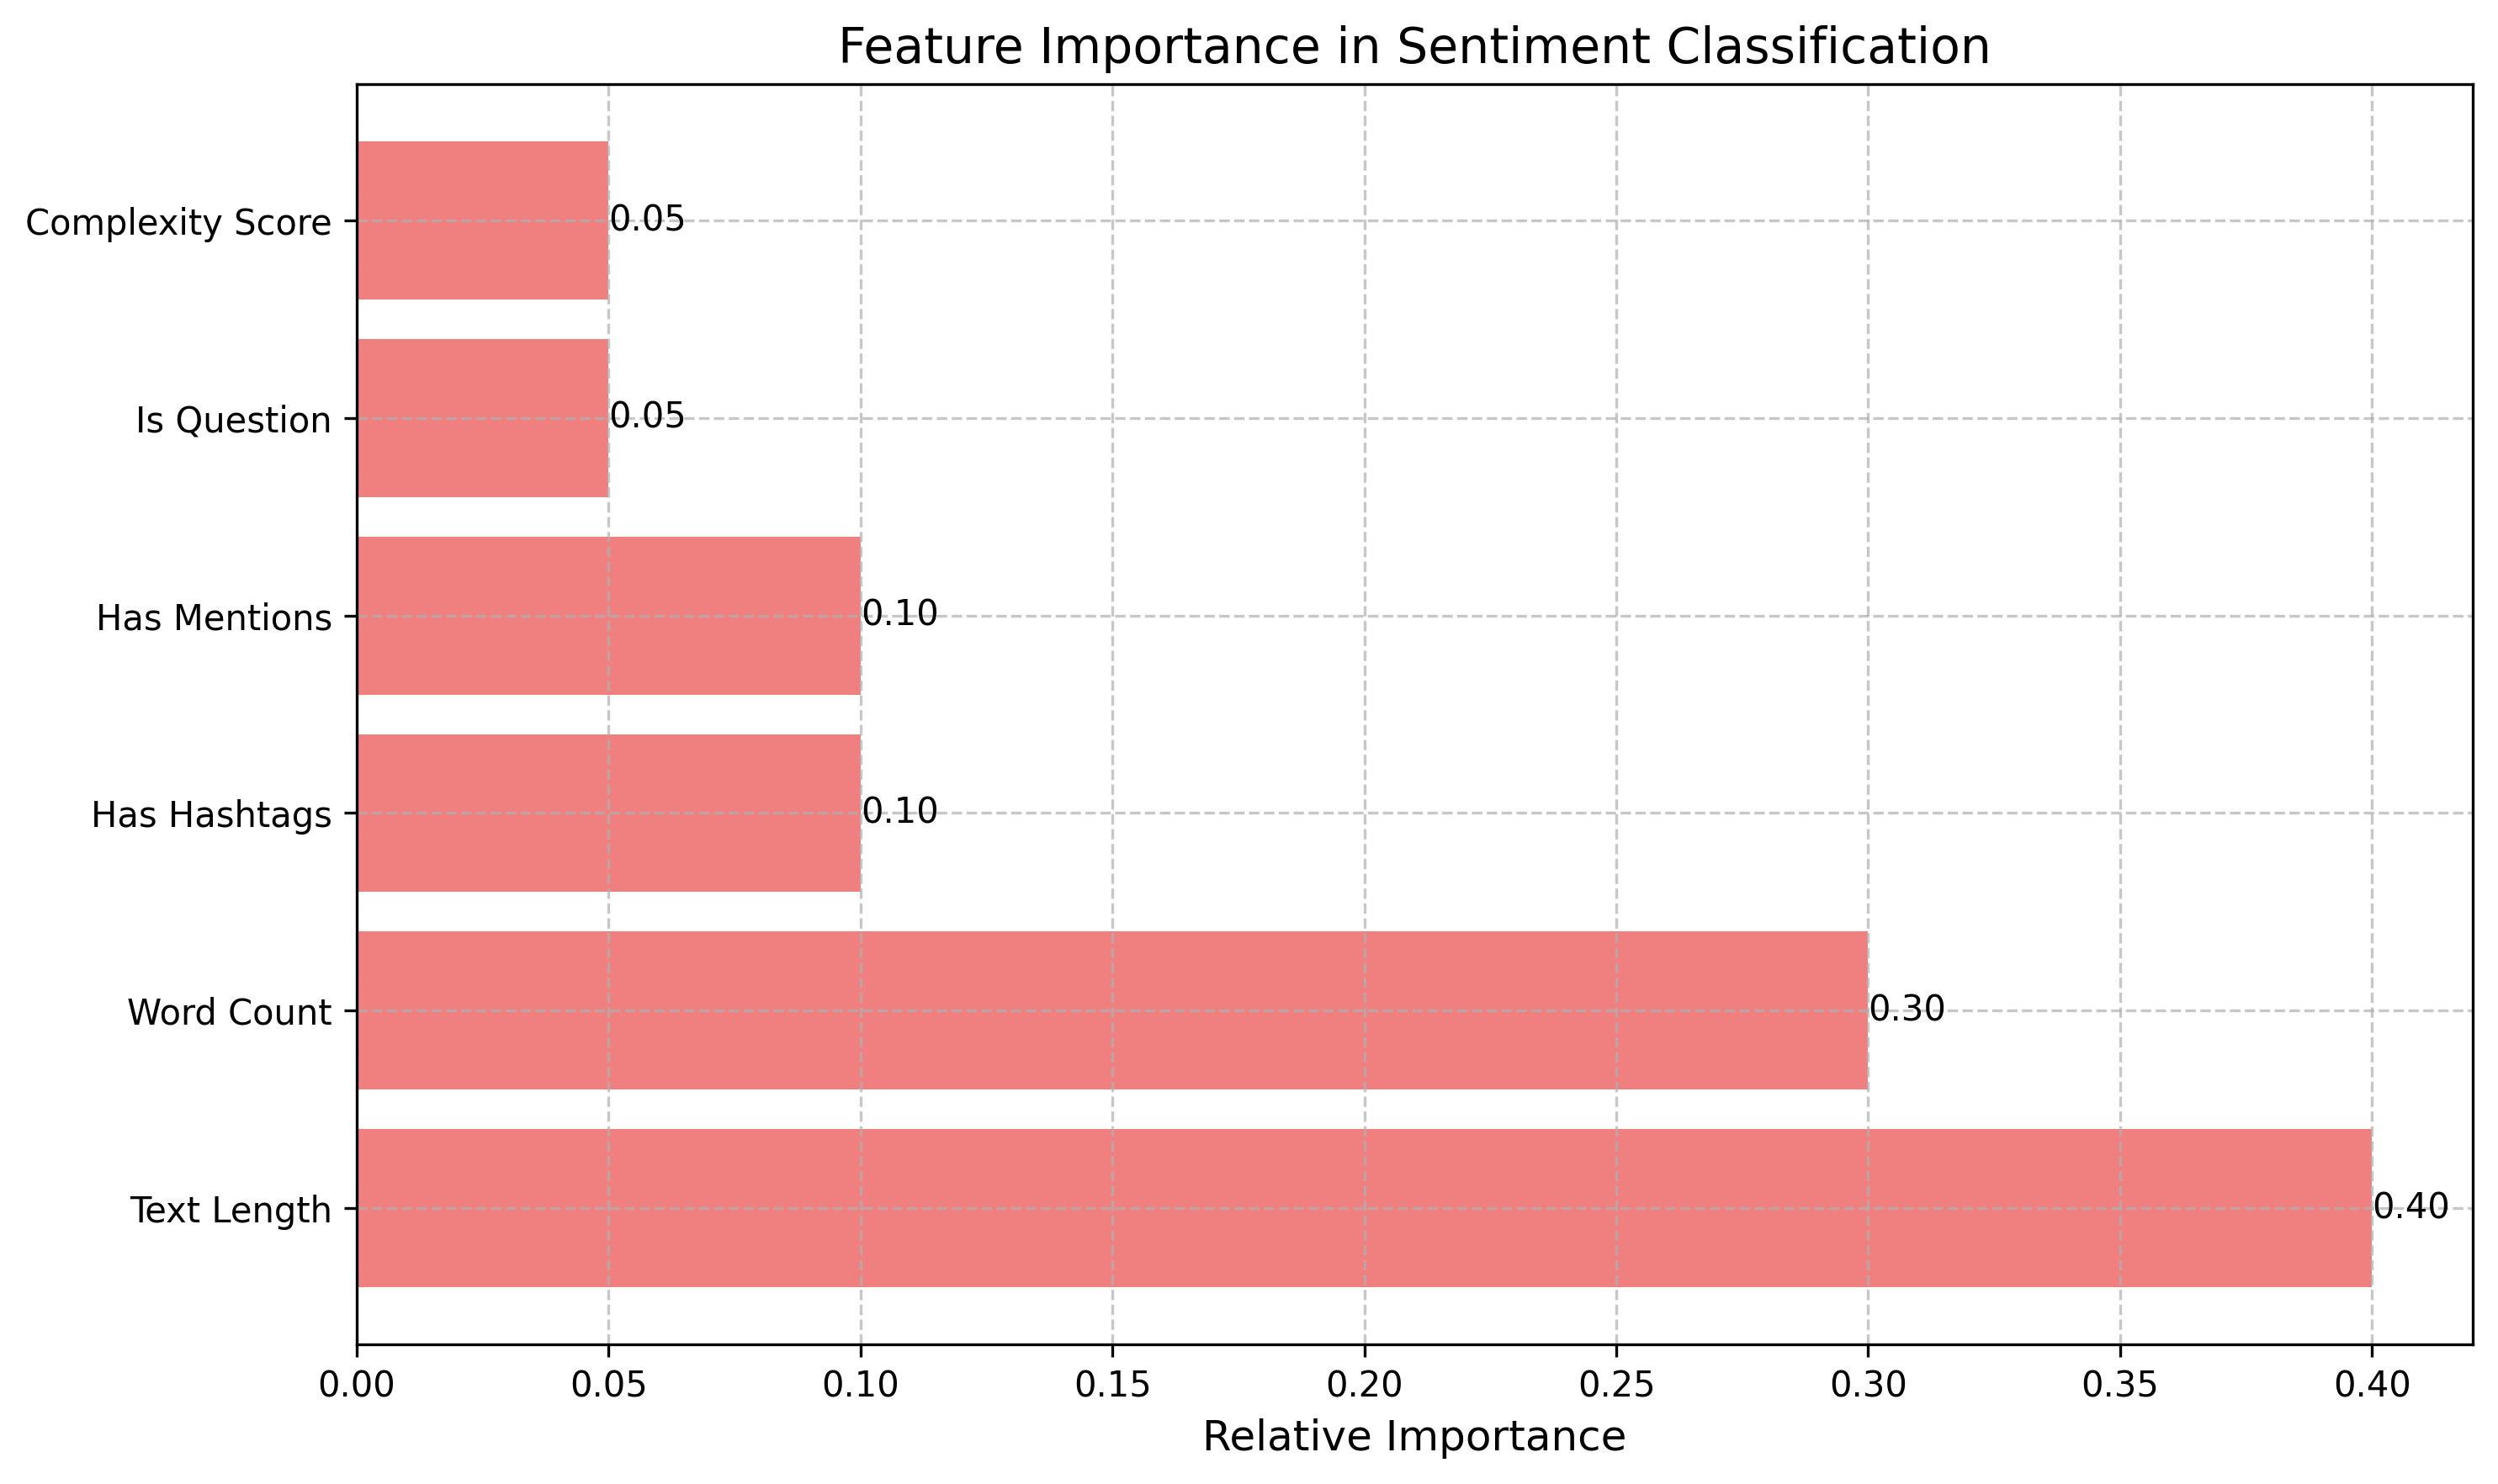 Feature Importance in Sentiment Classification
Complexity Score
0.05
Is Question
0.05
Has Mentions
0.10
Has Hashtags
0.10
Word Count
0.30
Text Length
0.40
0.00 0.05 0.10 0.15 0.20 0.25 0.30 0.35 0.40
Relative Importance